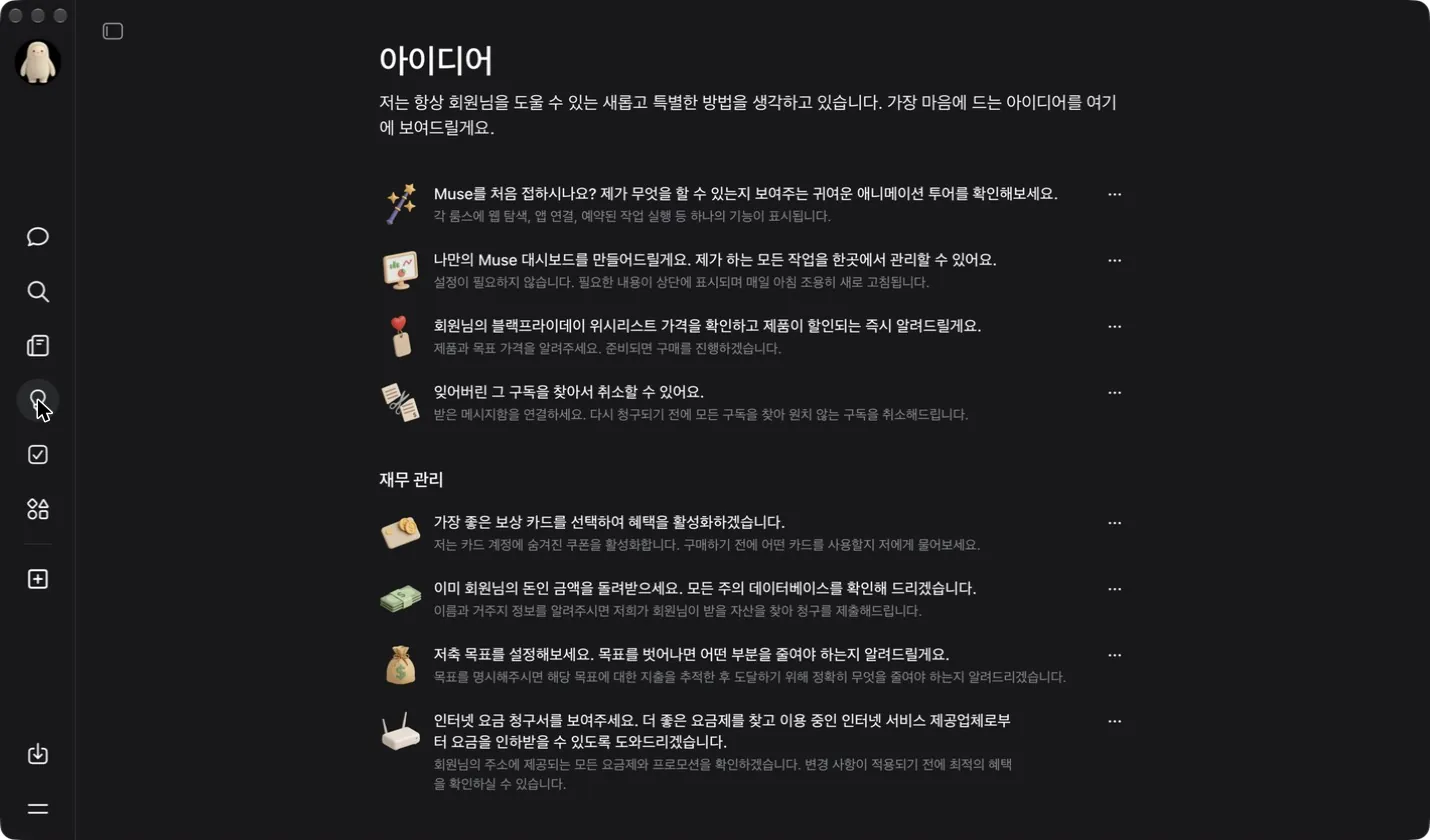 아이디어
저는 항상 회원님을 도울 수 있는 새롭고 특별한 방법을 생각하고 있습니다. 가장 마음에 드는 아이디어를 여기
에 보여드릴게요.
Muse를 처음 접하시나요? 제가 무엇을 할 수 있는지 보여주는 귀여운 애니메이션 투어를 확인해보세요.
각 룸스에 웹 탐색, 앱 연결, 예약된 작업 실행 등 하나의 기능이 표시됩니다.
나만의 Muse 대시보드를 만들어드릴게요. 제가 하는 모든 작업을 한곳에서 관리할 수 있어요.
설정이 필요하지 않습니다. 필요한 내용이 상단에 표시되며 매일 아침 조용히 새로 고침됩니다.
회원님의 블랙프라이데이 위시리스트 가격을 확인하고 제품이 할인되는 즉시 알려드릴게요.
제품과 목표 가격을 알려주세요. 준비되면 구매를 진행하겠습니다.
잊어버린 그 구독을 찾아서 취소할 수 있어요.
받은 메시지함을 연결하세요. 다시 청구되기 전에 모든 구독을 찾아 원치 않는 구독을 취소해드립니다.
재무 관리
가장 좋은 보상 카드를 선택하여 혜택을 활성화하겠습니다.
저는 카드 계정에 숨겨진 쿠폰을 활성화합니다. 구매하기 전에 어떤 카드를 사용할지 저에게 물어보세요.
이미 회원님의 돈인 금액을 돌려받으세요. 모든 주의 데이터베이스를 확인해 드리겠습니다.
이름과 거주지 정보를 알려주시면 저희가 회원님이 받을 자산을 찾아 청구를 제출해드립니다.
저축 목표를 설정해보세요. 목표를 벗어나면 어떤 부분을 줄여야 하는지 알려드릴게요.
목표를 명시해주시면 해당 목표에 대한 지출을 추적한 후 도달하기 위해 정확히 무엇을 줄여야 하는지 알려드리겠습니다.
인터넷 요금 청구서를 보여주세요. 더 좋은 요금제를 찾고 이용 중인 인터넷 서비스 제공업체로부
터 요금을 인하받을 수 있도록 도와드리겠습니다.
회원님의 주소에 제공되는 모든 요금제와 프로모션을 확인하겠습니다. 변경 사항이 적용되기 전에 최적의 혜택
을 확인하실 수 있습니다.